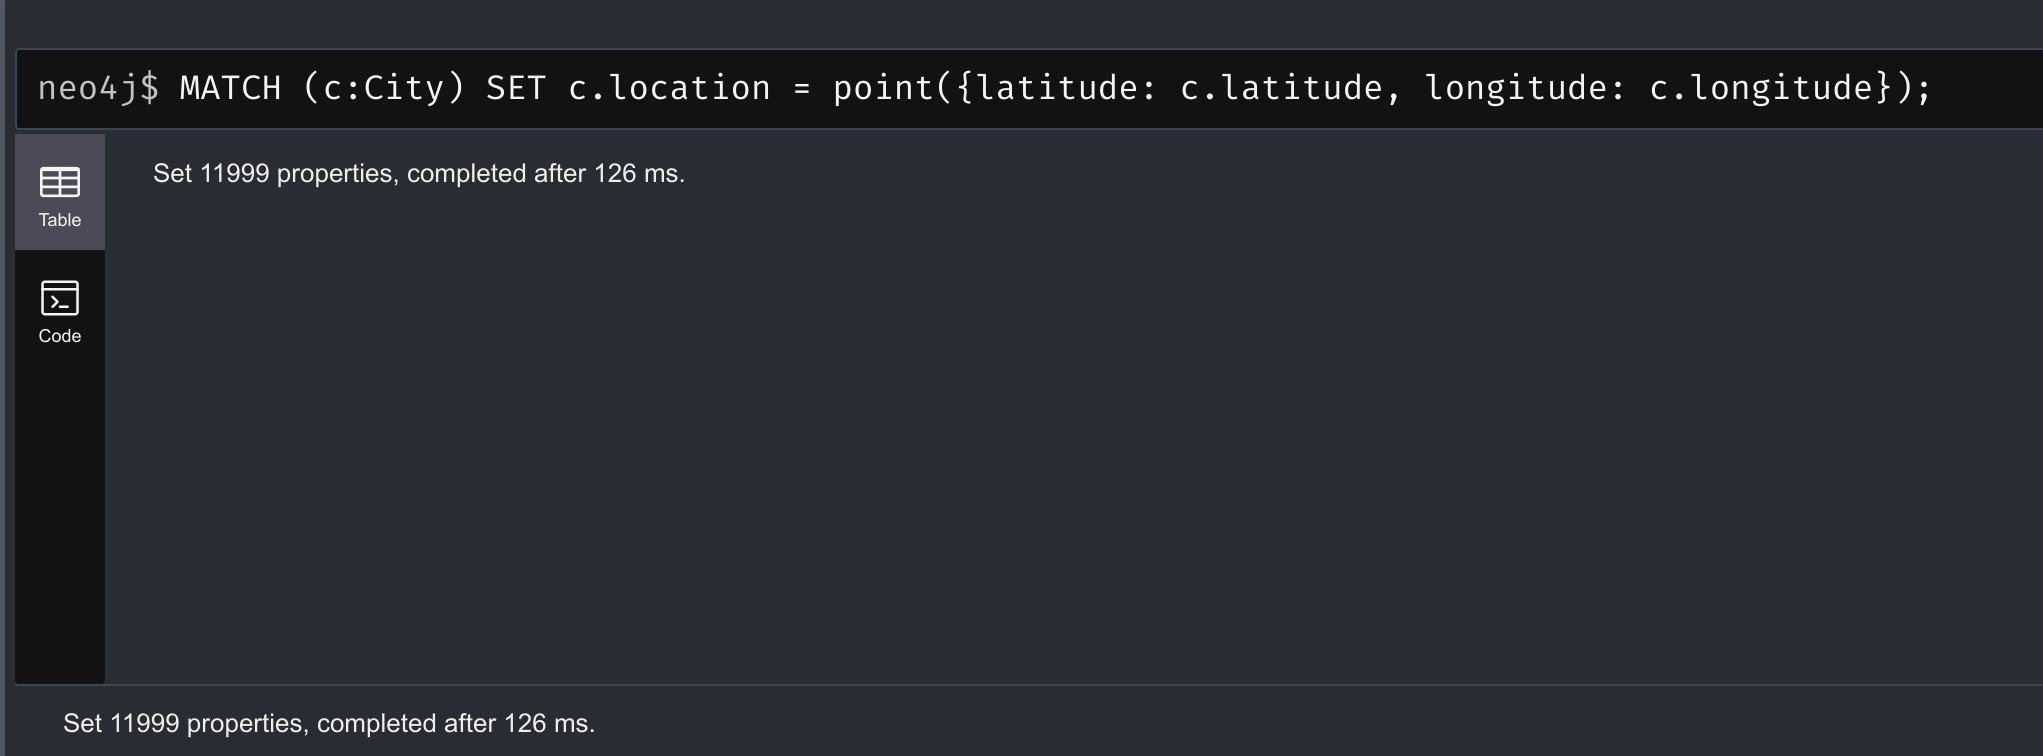 neo4j$ MATCH (c:City) SET c.location = point({latitude: c.latitude, longitude: c.longitude});
Set 11999 properties, completed after 126 ms.
Table
Code
Set 11999 properties, completed after 126 ms.